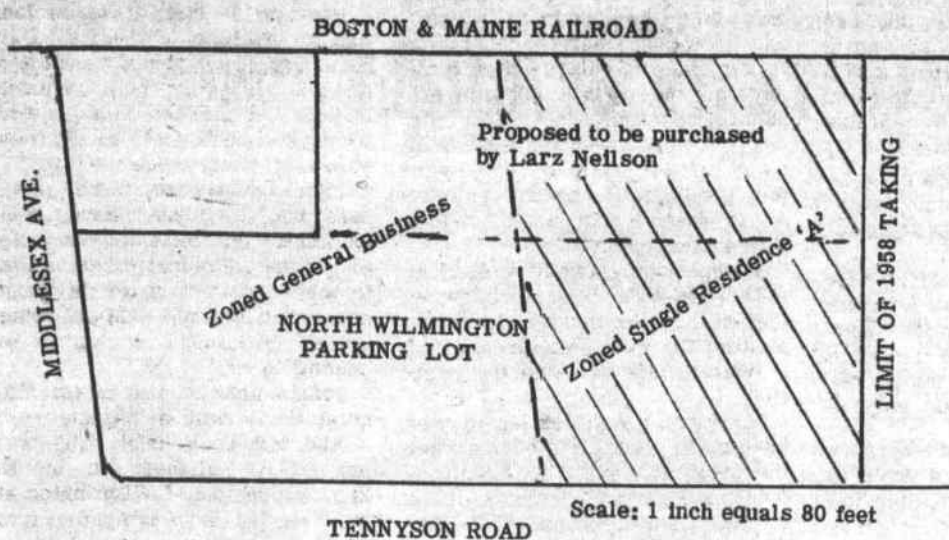 BOSTON & MAINE RAILROAD
MIDDLESEX AVE.
Proposed to be purchased
by Larz Neilson
Zoned General Business
Zoned Single Residence 'A'
LIMIT OF 1958 TAKING
NORTH WILMINGTON
PARKING LOT
Scale: 1 inch equals 80 feet
TENNYSON ROAD